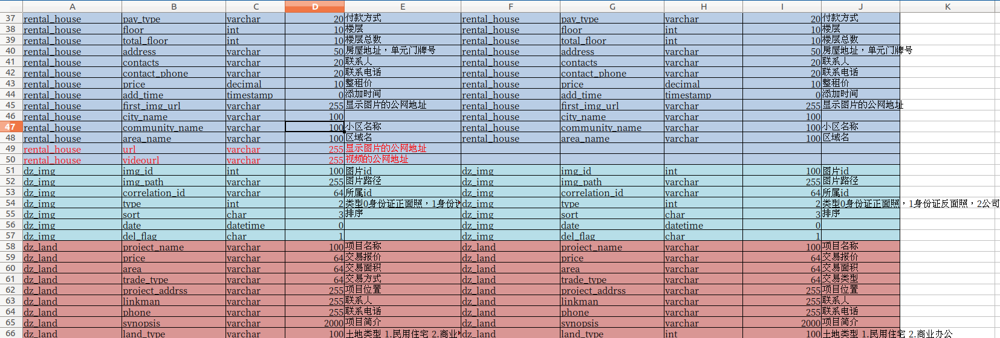 A B C D E F G H I J K
37 rental_house pay_type varchar 20 付款方式 rental_house pay_type varchar 20 付款方式
38 rental_house floor int 10 楼层 rental_house floor int 10 楼层
39 rental_house total_floor int 10 楼层总数 rental_house total_floor int 10 楼层总数
40 rental_house address varchar 50 房屋地址，单元门牌号 rental_house address varchar 50 房屋地址，单元门牌号
41 rental_house contacts varchar 20 联系人 rental_house contacts varchar 20 联系人
42 rental_house contact_phone varchar 20 联系电话 rental_house contact_phone varchar 20 联系电话
43 rental_house price decimal 10 整租价 rental_house price decimal 10 整租价
44 rental_house add_time timestamp 0 添加时间 rental_house add_time timestamp 0 添加时间
45 rental_house first_img_url varchar 255 显示图片的公网地址 rental_house first_img_url varchar 255 显示图片的公网地址
46 rental_house city_name varchar 100 rental_house city_name varchar 100
47 rental_house community_name varchar 100 小区名称 rental_house community_name varchar 100 小区名称
48 rental_house area_name varchar 100 区域名 rental_house area_name varchar 100 区域名
49 rental_house url varchar 255 显示图片的公网地址
50 rental_house videourl varchar 255 视频的公网地址
51 dz_img img_id int 100 图片id dz_img img_id int 100 图片id
52 dz_img img_path varchar 255 图片路径 dz_img img_path varchar 255 图片路径
53 dz_img correlation_id varchar 64 所属id dz_img correlation_id varchar 64 所属id
54 dz_img type int 2 类型0身份证正面照，1身份 dz_img type int 2 类型0身份证正面照，1身份证反面照，2公司
55 dz_img sort char 3 排序 dz_img sort char 3 排序
56 dz_img date datetime 0 dz_img date datetime 0
57 dz_img del_flag char 1 dz_img del_flag char 1
58 dz_land project_name varchar 100 项目名称 dz_land project_name varchar 100 项目名称
59 dz_land price varchar 64 交易报价 dz_land price varchar 64 交易报价
60 dz_land area varchar 64 交易面积 dz_land area varchar 64 交易面积
61 dz_land trade_type varchar 64 交易方式 dz_land trade_type varchar 64 交易类型
62 dz_land project_addrss varchar 255 项目位置 dz_land project_addrss varchar 255 项目位置
63 dz_land linkman varchar 255 联系人 dz_land linkman varchar 255 联系人
64 dz_land phone varchar 255 联系电话 dz_land phone varchar 255 联系电话
65 dz_land synopsis varchar 2000 项目简介 dz_land synopsis varchar 2000 项目简介
66 dz_land land_type varchar 100 土地类型 1.民用住宅 2.商业 dz_land land_type int 100 土地类型 1.民用住宅 2.商业办公